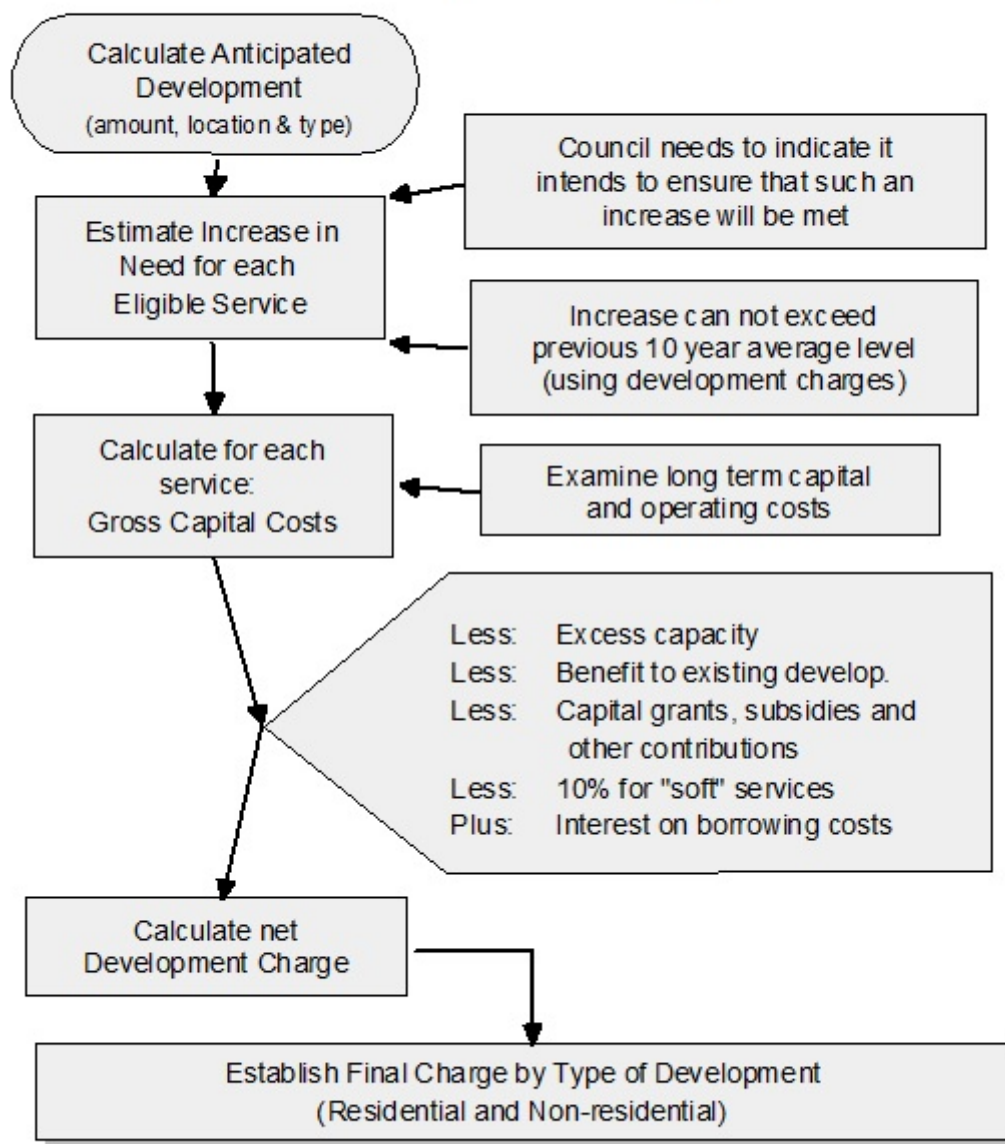 Calculate Anticipated
Development
(amount, location & type)
Council needs to indicate it
intends to ensure that such an
increase will be met
Estimate Increase in
Need for each
Eligible Service
Increase can not exceed
previous 10 year average level
(using development charges)
Calculate for each
service:
Gross Capital Costs
Examine long term capital
and operating costs
Less: Excess capacity
Less: Benefit to existing develop.
Less: Capital grants, subsidies and
other contributions
Less: 10% for "soft" services
Plus: Interest on borrowing costs
Calculate net
Development Charge
Establish Final Charge by Type of Development
(Residential and Non-residential)